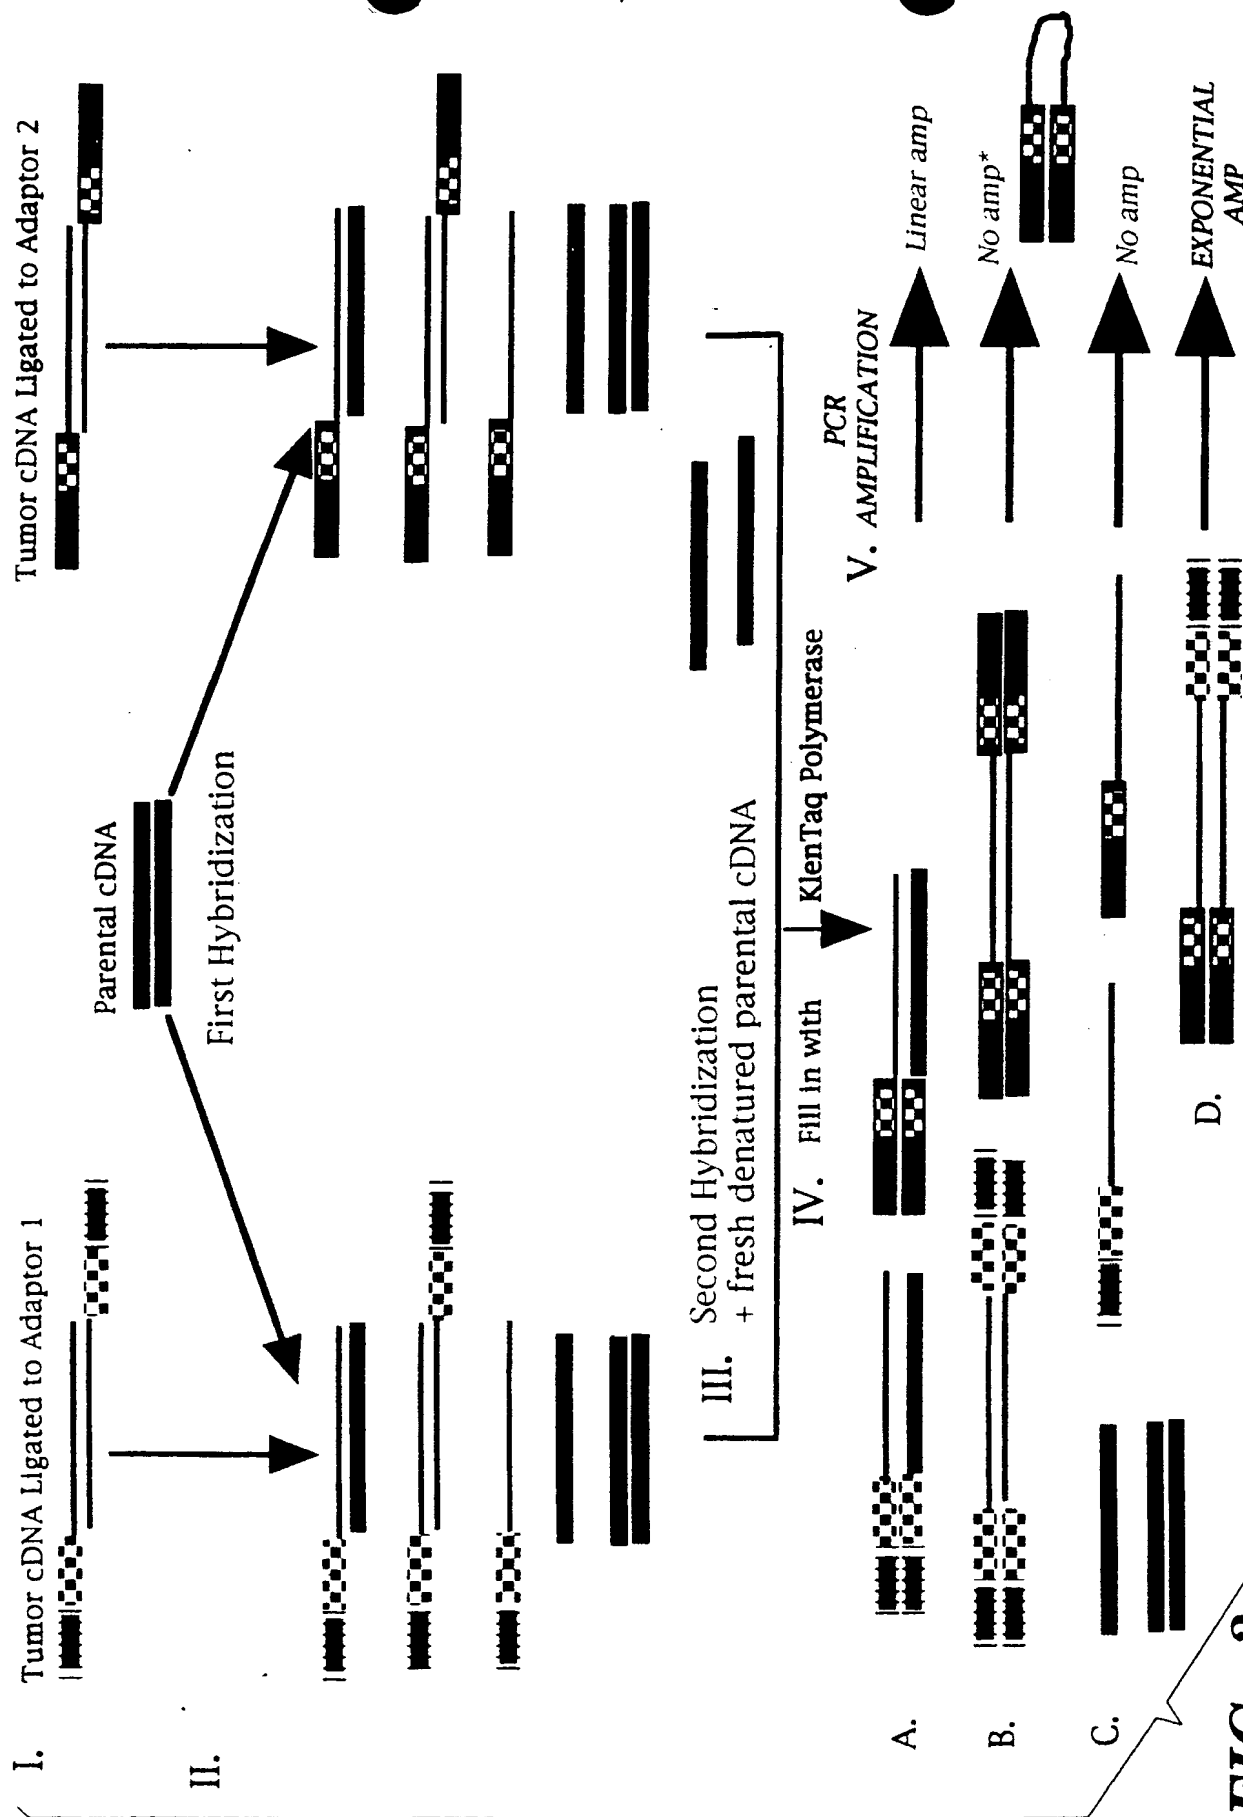 I.
Tumor cDNA Ligated to Adaptor 1
Tumor cDNA Ligated to Adaptor 2
Parental cDNA
II.
First Hybridization
III.
Second Hybridization
+ fresh denatured parental cDNA
IV. Fill in with KlenTaq Polymerase
PCR
V. AMPLIFICATION
A.
Linear amp
B.
No amp*
C.
No amp
D.
EXPONENTIAL
AMP
FIG.